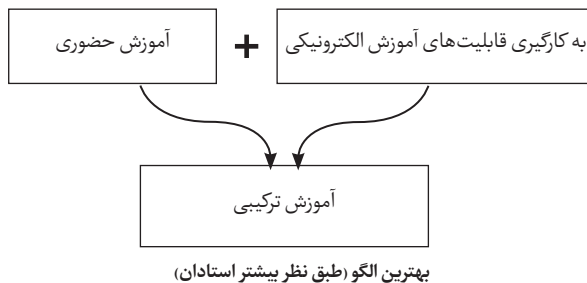 به کارگیری قابلیت‌های آموزش الکترونیکی
+
آموزش حضوری
آموزش ترکیبی
بهترین الگو (طبق نظر بیشتر استادان)